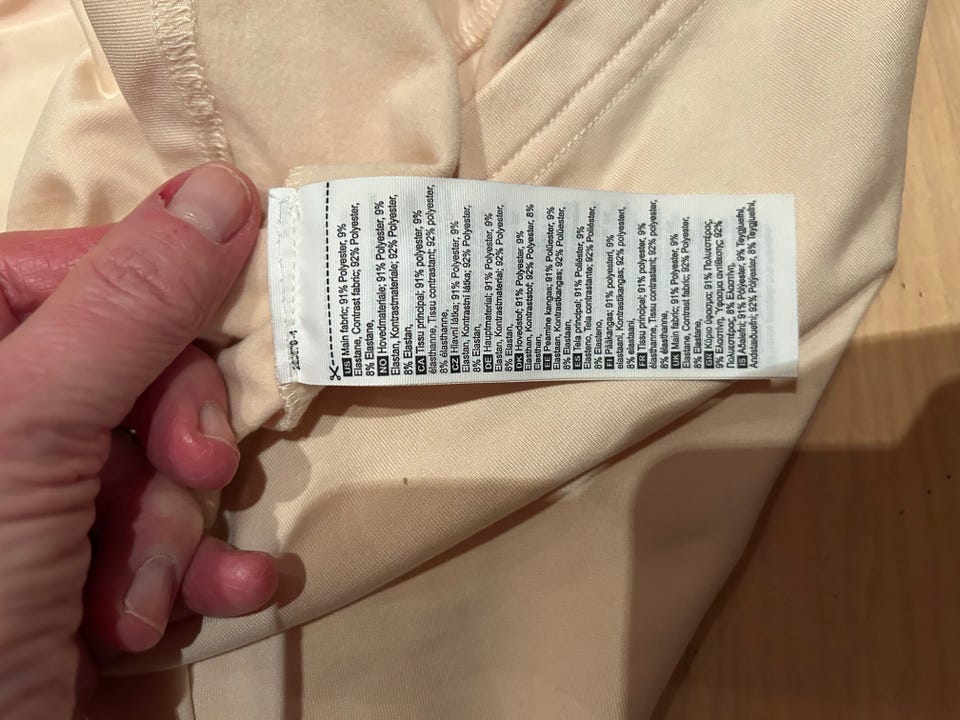 US Main fabric; 91% Polyester, 9%
Elastane, Contrast fabric; 92% Polyester,
8% Elastane,
NO Hovedmateriale; 91% Polyester, 9%
Elastan, Kontrastmateriale; 92% Polyester,
8% Elastan,
CA Tissu principal; 91% polyester, 9%
élasthanne, Tissu contrastant; 92% polyester,
8% élasthanne,
CZ Hlavní látka; 91% Polyester, 9%
Elastan, Kontrastní látka; 92% Polyester,
8% Elastan,
DE Hauptmaterial; 91% Polyester, 9%
Elastan, Kontrastmaterial; 92% Polyester,
8% Elastan,
DK Hovedstof; 91% Polyester, 9%
Elasthan, Kontraststof; 92% Polyester, 8%
Elasthan,
EE Peamine kangas; 91% Polüester, 9%
Elastaan, Kontrastkangas; 92% Polüester,
8% Elastaan,
ES Tela principal; 91% Poliéster, 9%
Elastano, Tela contrastante; 92% Poliéster,
8% Elastano,
FI Pääkangas; 91% polyesteri, 9%
elastaani, Kontrastikangas; 92% polyesteri,
8% elastaani,
FR Tissu principal; 91% polyester, 9%
élasthanne, Tissu contrastant; 92% polyester,
8% élasthanne,
UK Main fabric; 91% Polyester, 9%
Elastane, Contrast fabric; 92% Polyester,
8% Elastane,
GR Κύριο ύφασμα; 91% Πολυεστέρας,
9% Ελαστίνη, Ύφασμα αντίθεσης; 92%
Πολυεστέρας, 8% Ελαστίνη,
IS Aðalefni; 91% Pólýester, 9% Teygjuefni,
Andstæðuefni; 92% Pólýester, 8% Teygjuefni,